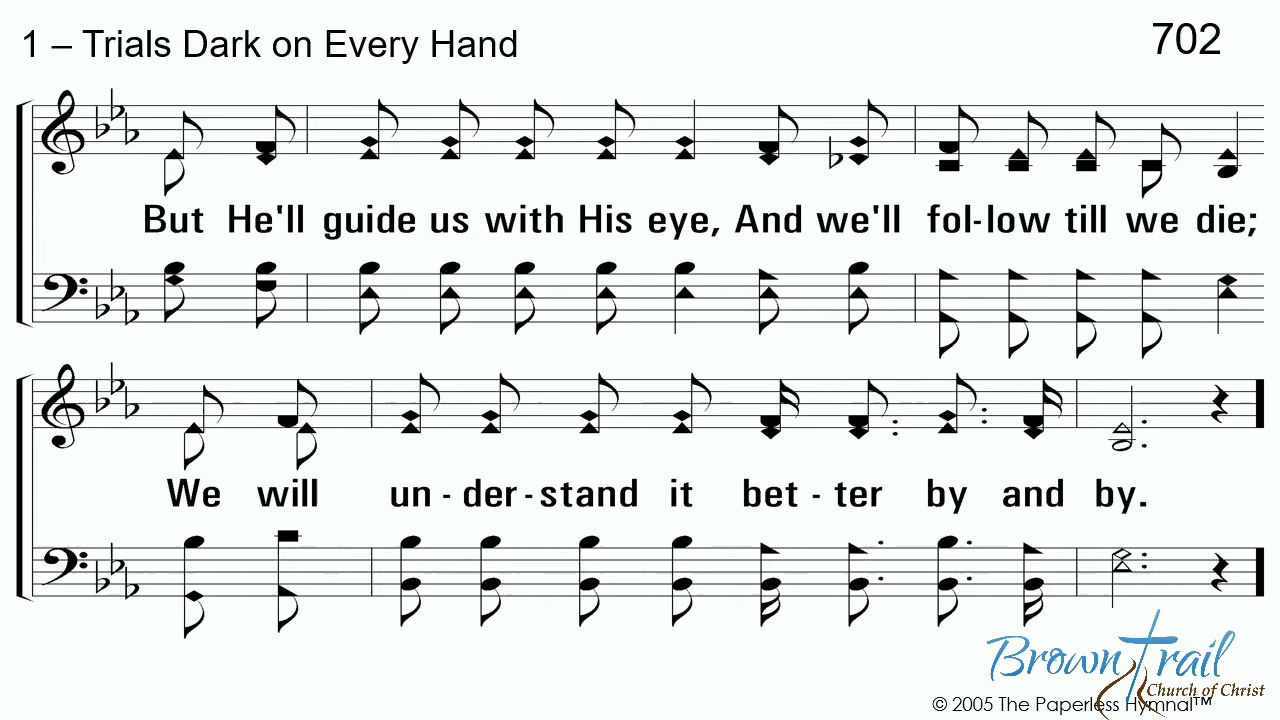 1 – Trials Dark on Every Hand
702
But He'll guide us with His eye, And we'll fol-low till we die;
We will un-der-stand it bet-ter by and by.
Brown Trail
Church of Christ
© 2005 The Paperless Hymnal™